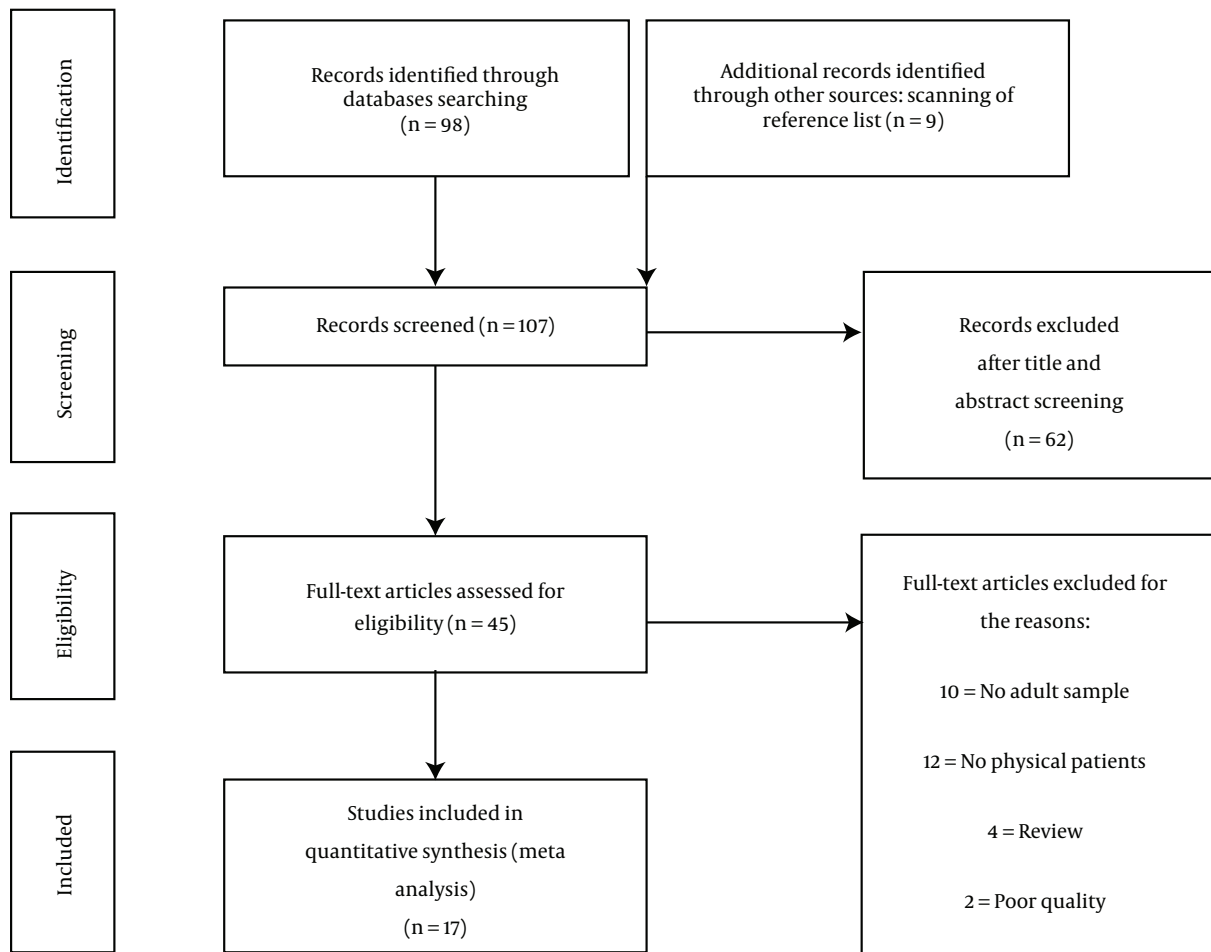 Identification
Records identified through
databases searching
(n = 98)
Additional records identified
through other sources: scanning of
reference list (n = 9)
Screening
Records screened (n = 107)
Records excluded
after title and
abstract screening
(n = 62)
Eligibility
Full-text articles assessed for
eligibility (n = 45)
Full-text articles excluded for
the reasons:
10 = No adult sample
12 = No physical patients
4 = Review
2 = Poor quality
Included
Studies included in
quantitative synthesis (meta
analysis)
(n = 17)